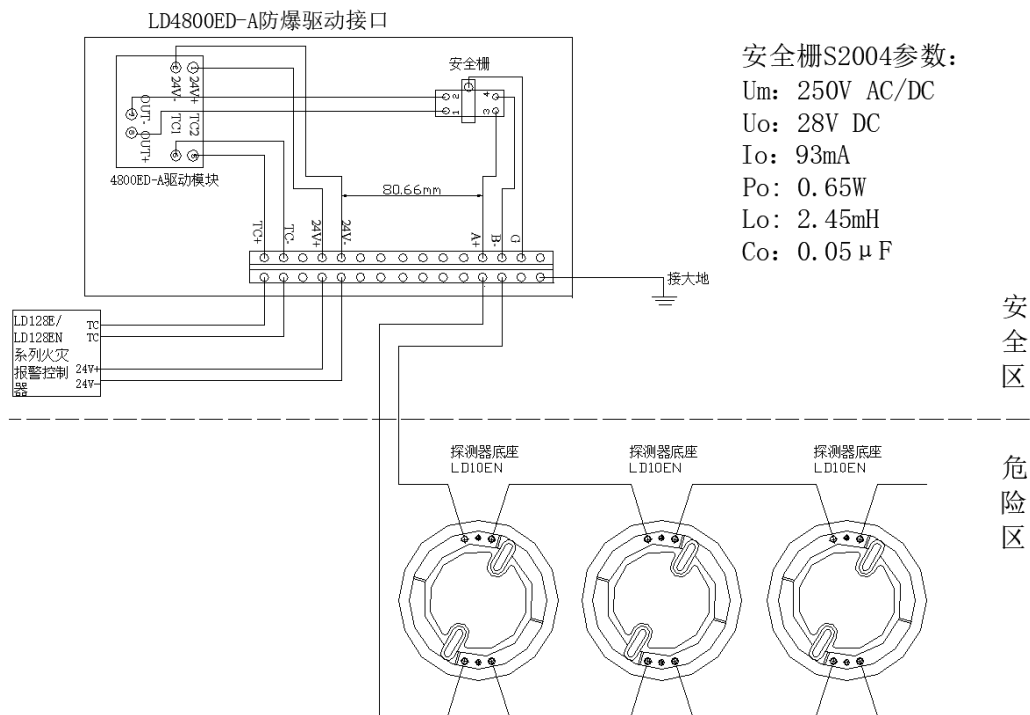 LD4800ED-A防爆驱动接口
安全栅S2004参数：
Um: 250V AC/DC
Uo: 28V DC
Io: 93mA
Po: 0.65W
Lo: 2.45mH
Co: 0.05μF
安全栅
24V- 24V+
OUT- TC1 TC2
OUT+
2 4
1 3
4800ED-A驱动模块
80.66mm
TC+ TC- 24V+ 24V- A+ B- G
接大地
LD128E/ TC
LD128EN TC
系列火灾
报警控制 24V+
器 24V-
安全区
探测器底座 探测器底座 探测器底座
LD10EN LD10EN LD10EN
危险区